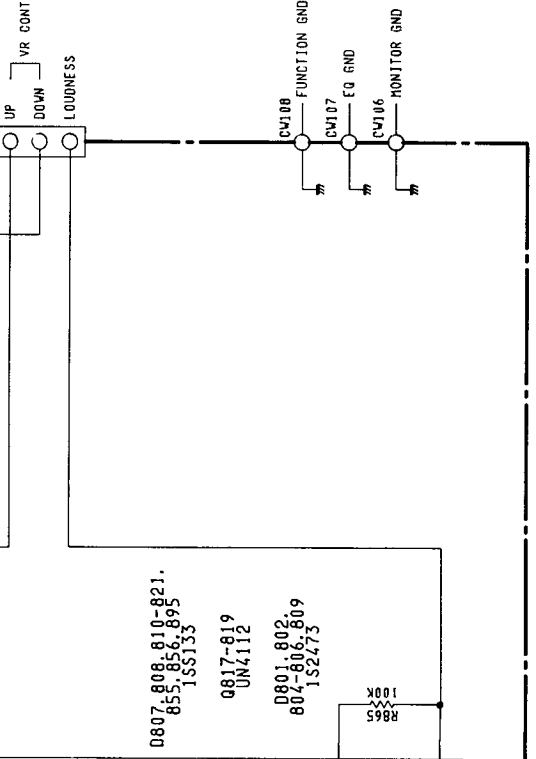 VR CONT
UP
DOWN
LOUDNESS
CW108
FUNCTION GND
CW107
EQ GND
CW106
MONITOR GND
D807,808,810-821,
855,856,895
1SS133
Q817-819
UN4112
D801,802,
804-806,809
1S2473
R865
100K